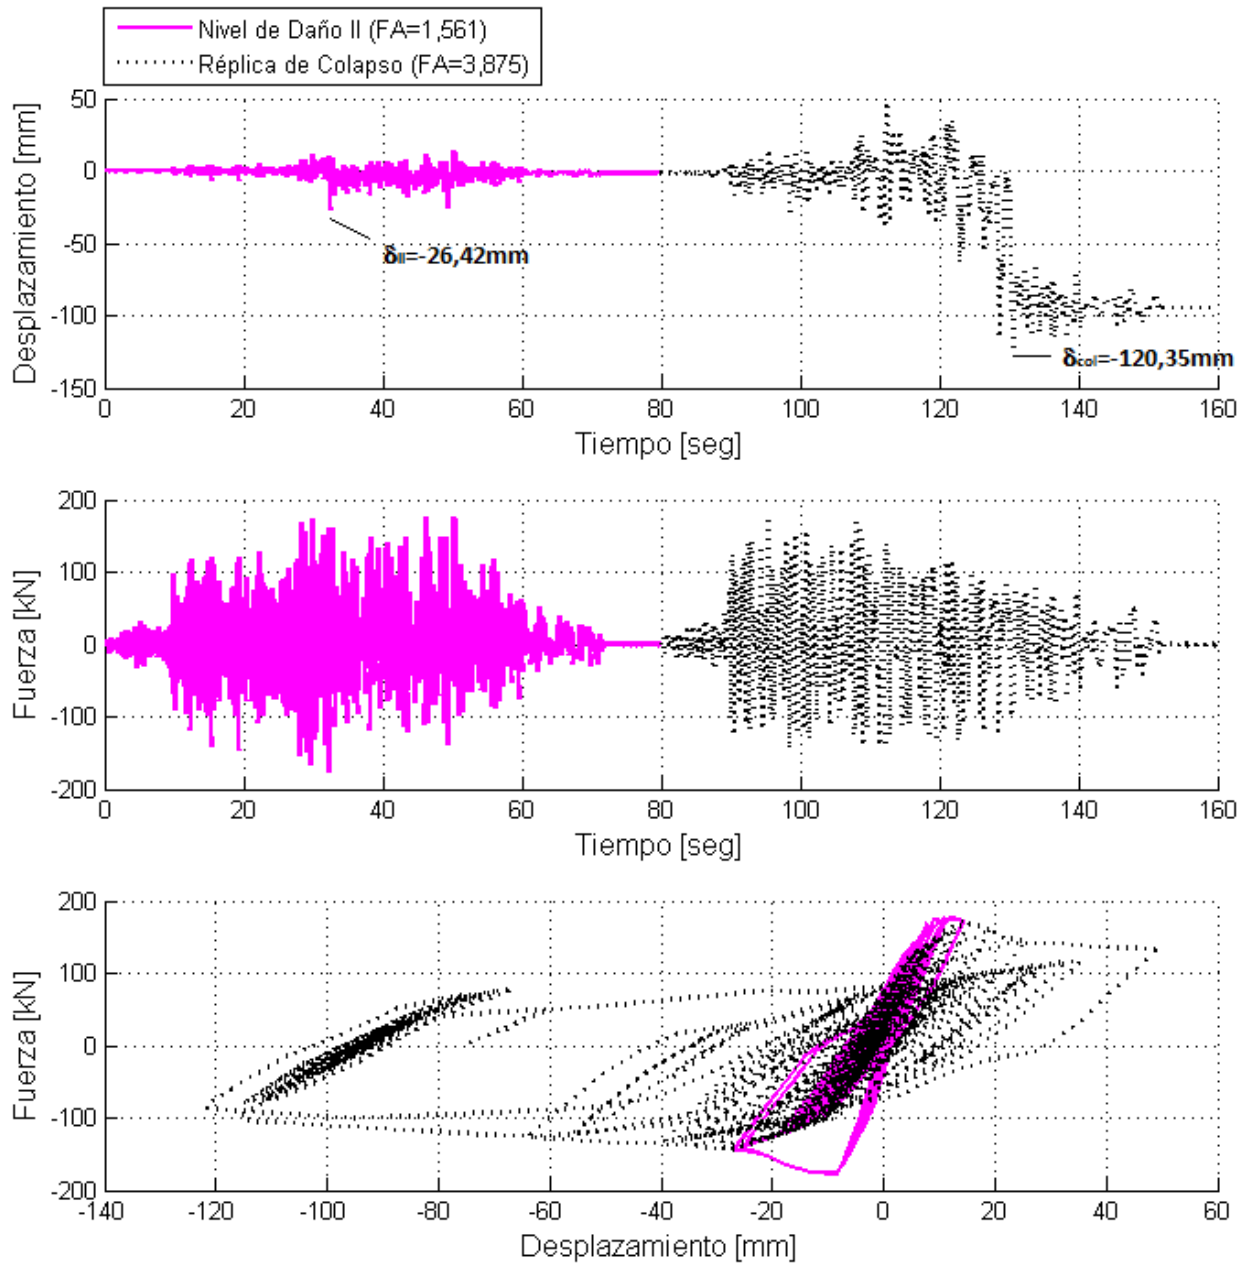 Nivel de Daño II (FA=1,561)
Réplica de Colapso (FA=3,875)
Desplazamiento [mm]
50
0
-50
-100
-150
δII=-26,42mm
δcol=-120,35mm
0 20 40 60 80 100 120 140 160
Tiempo [seg]
Fuerza [kN]
200
100
0
-100
-200
0 20 40 60 80 100 120 140 160
Tiempo [seg]
Fuerza [kN]
200
100
0
-100
-200
-140 -120 -100 -80 -60 -40 -20 0 20 40 60
Desplazamiento [mm]